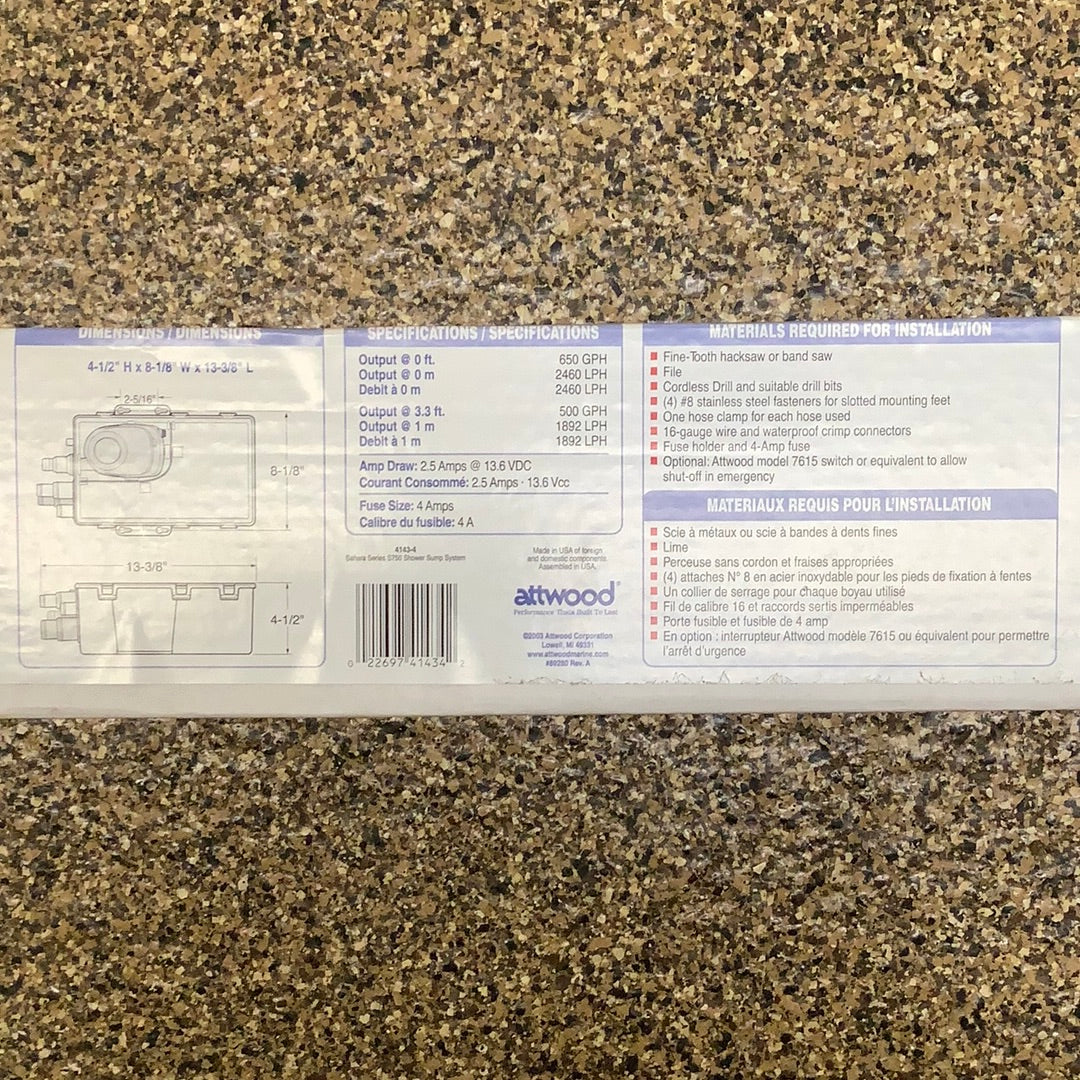 DIMENSIONS / DIMENSIONS
4-1/2" H x 8-1/8" W x 13-3/8" L
2-5/16"
8-1/8"
13-3/8"
4-1/2"
SPECIFICATIONS / SPECIFICATIONS
Output @ 0 ft. 650 GPH
Output @ 0 m 2460 LPH
Debit à 0 m 2460 LPH
Output @ 3.3 ft. 500 GPH
Output @ 1 m 1892 LPH
Debit à 1 m 1892 LPH
Amp Draw: 2.5 Amps @ 13.6 VDC
Courant Consommé: 2.5 Amps · 13.6 Vcc
Fuse Size: 4 Amps
Calibre du fusible: 4 A
4143-4
Sahara Series S750 Shower Sump System
0 22697 41434 2
Made in USA of foreign
and domestic components.
Assembled in USA.
attwood®
Performance Thats Built To Last
©2003 Attwood Corporation
Lowell, MI 49331
www.attwoodmarine.com
#69280 Rev. A
MATERIALS REQUIRED FOR INSTALLATION
Fine-Tooth hacksaw or band saw
File
Cordless Drill and suitable drill bits
(4) #8 stainless steel fasteners for slotted mounting feet
One hose clamp for each hose used
16-gauge wire and waterproof crimp connectors
Fuse holder and 4-Amp fuse
Optional: Attwood model 7615 switch or equivalent to allow
shut-off in emergency
MATERIAUX REQUIS POUR L'INSTALLATION
Scie à métaux ou scie à bandes à dents fines
Lime
Perceuse sans cordon et fraises appropriées
(4) attaches N° 8 en acier inoxydable pour les pieds de fixation à fentes
Un collier de serrage pour chaque boyau utilisé
Fil de calibre 16 et raccords sertis imperméables
Porte fusible et fusible de 4 amp
En option : interrupteur Attwood modèle 7615 ou équivalent pour permettre
l'arrêt d'urgence